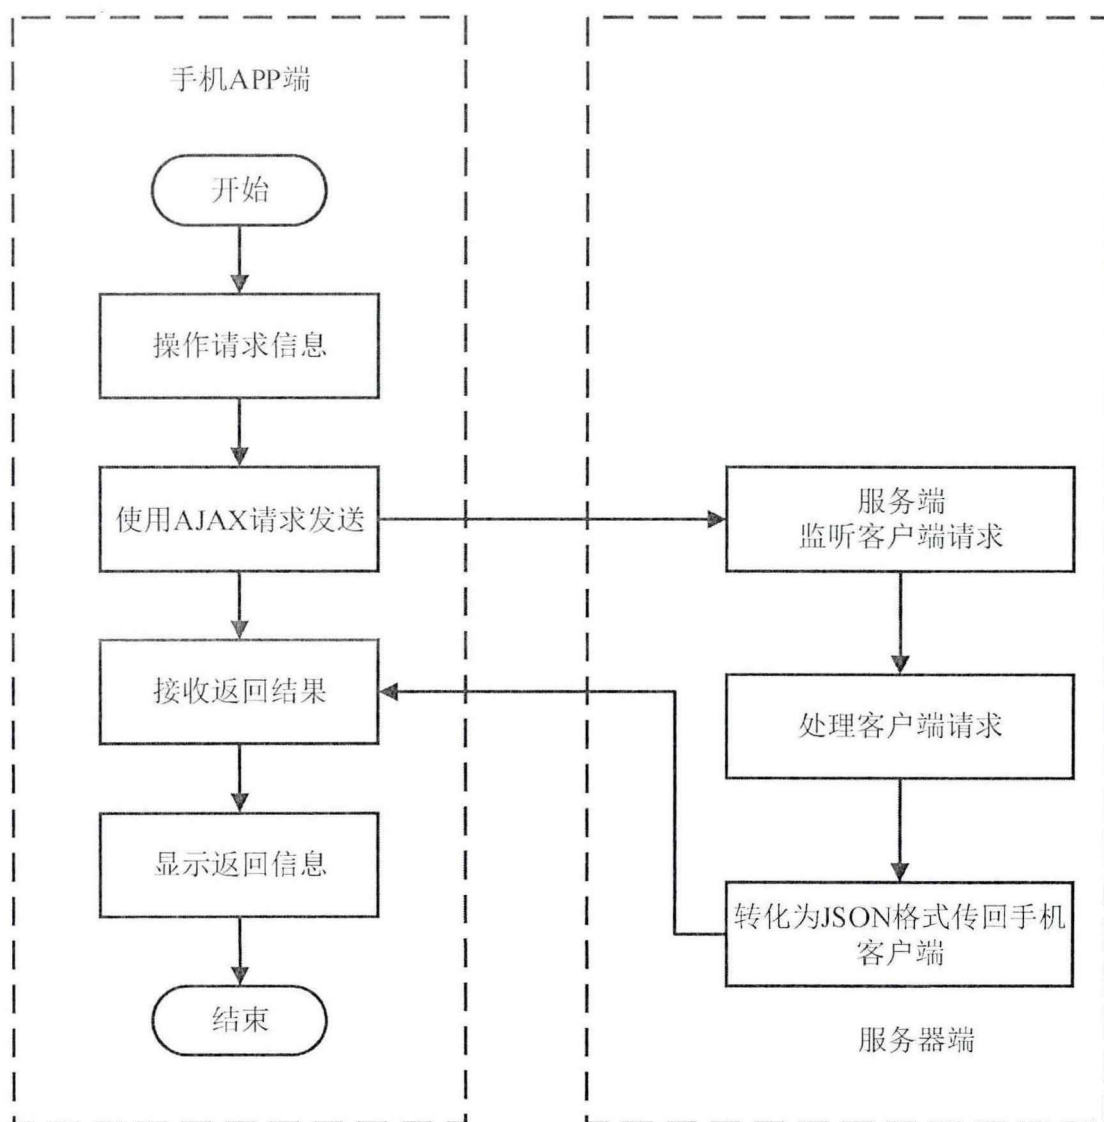 手机APP端
开始
操作请求信息
使用AJAX请求发送
接收返回结果
显示返回信息
结束
服务端
监听客户端请求
处理客户端请求
转化为JSON格式传回手机
客户端
服务器端